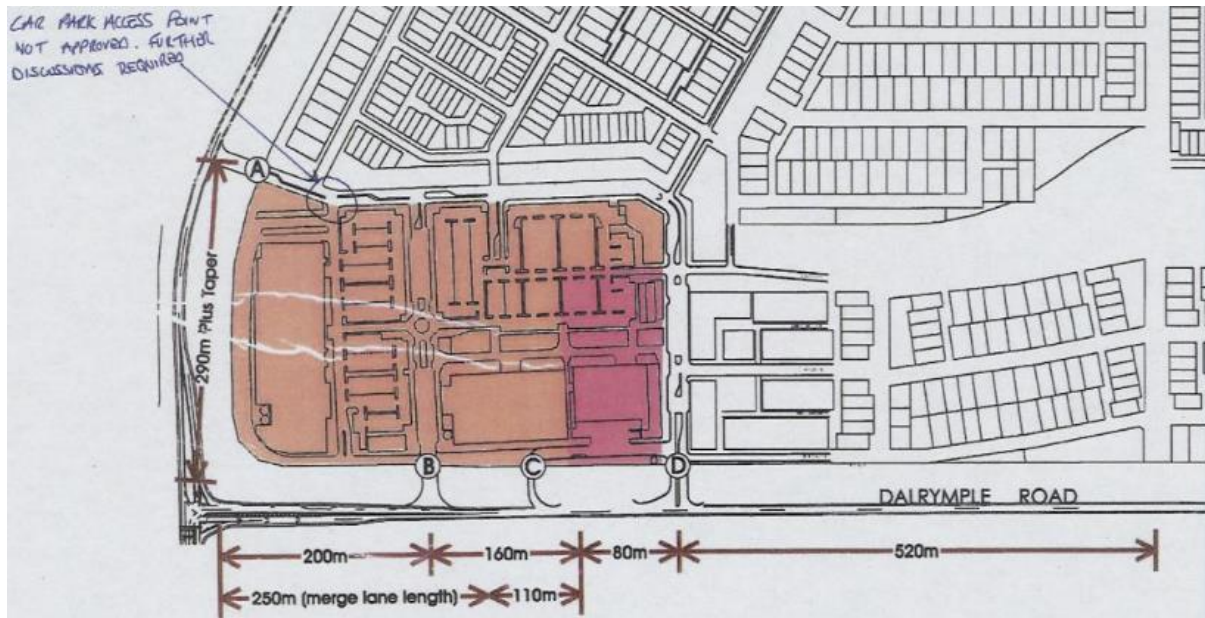 CAR PARK ACCESS POINT
NOT APPROVED. FURTHER
DISCUSSIONS REQUIRED
A
290m Plus Taper
B
C
D
DALRYMPLE ROAD
200m
160m
80m
520m
250m (merge lane length)
110m